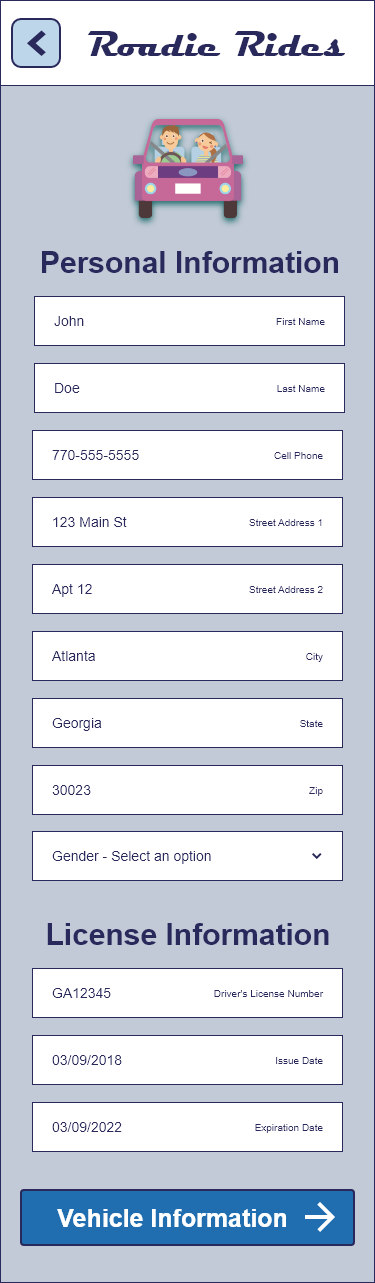 Roadie Rides
Personal Information
John First Name
Doe Last Name
770-555-5555 Cell Phone
123 Main St Street Address 1
Apt 12 Street Address 2
Atlanta City
Georgia State
30023 Zip
Gender - Select an option
License Information
GA12345 Driver's License Number
03/09/2018 Issue Date
03/09/2022 Expiration Date
Vehicle Information